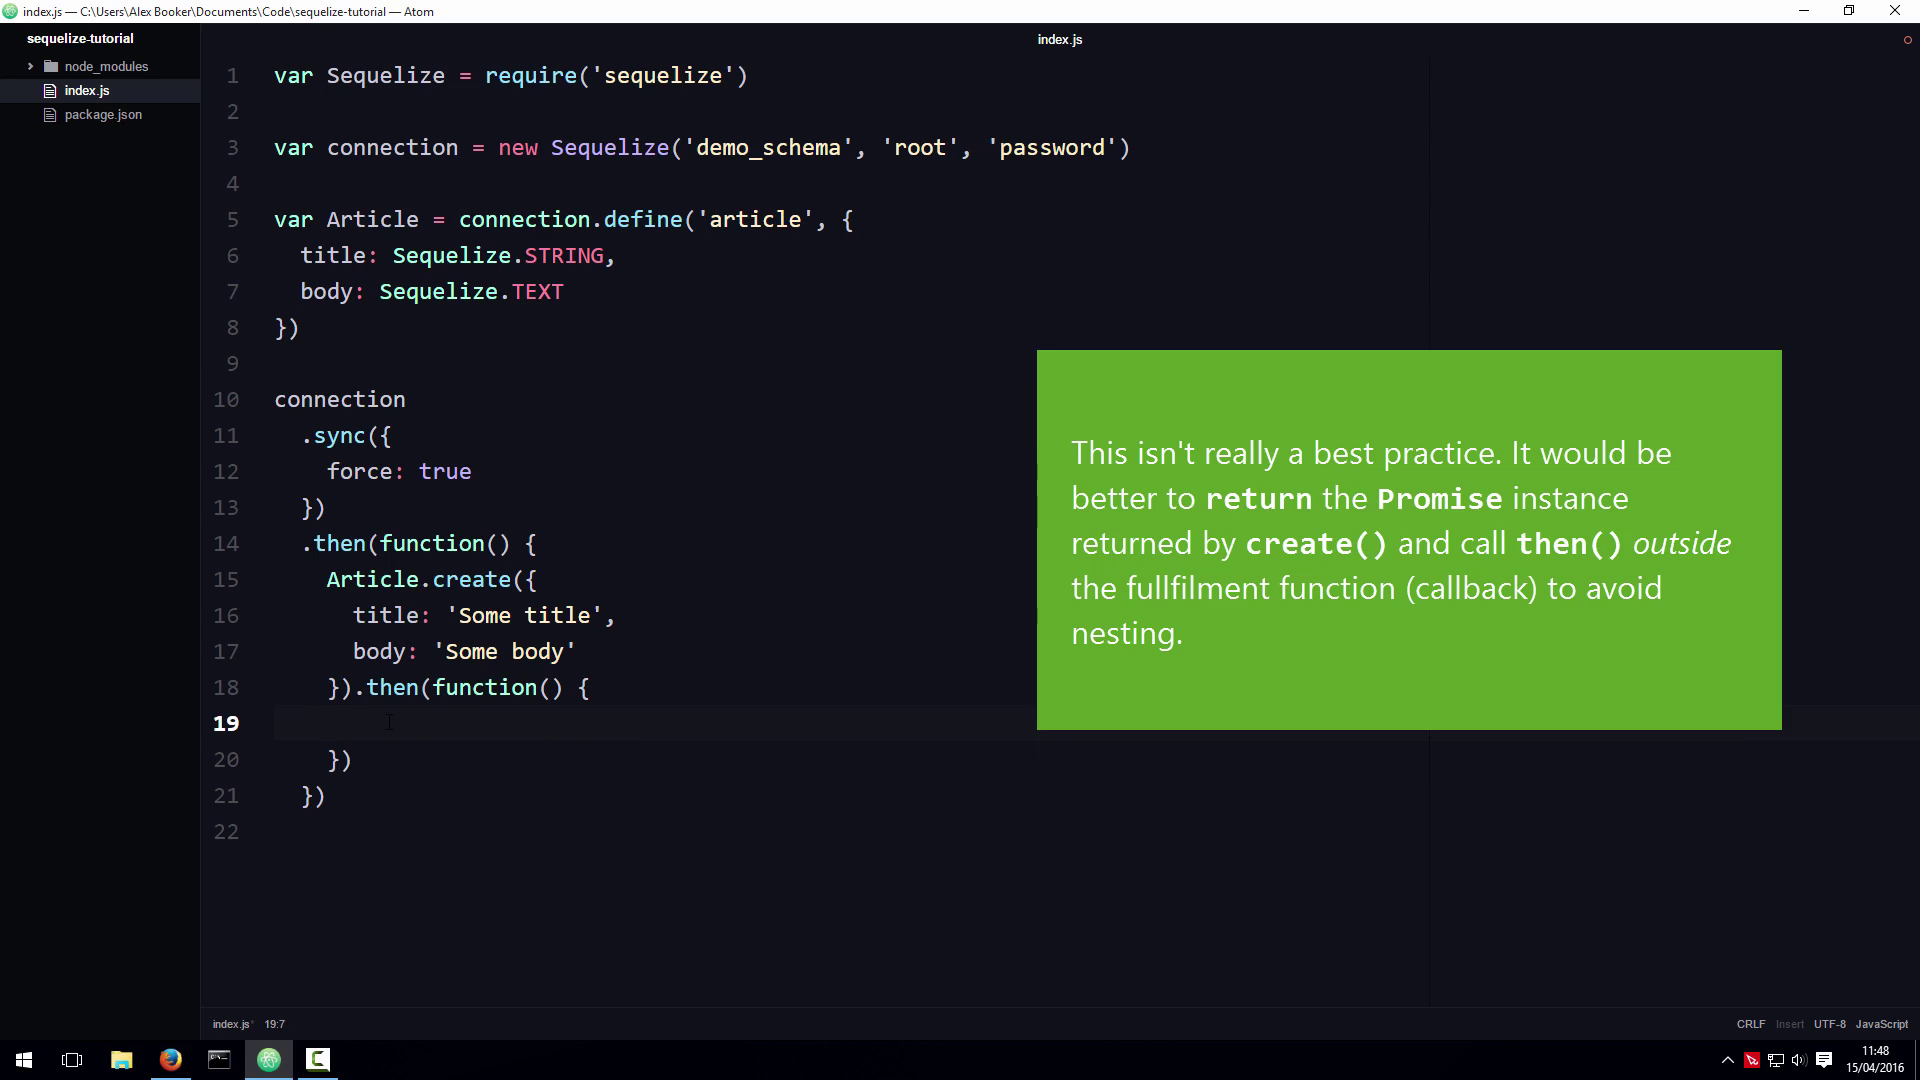 index.js — C:\Users\Alex Booker\Documents\Code\sequelize-tutorial — Atom
sequelize-tutorial
node_modules
index.js
package.json
index.js
1 var Sequelize = require('sequelize')
2
3 var connection = new Sequelize('demo_schema', 'root', 'password')
4
5 var Article = connection.define('article', {
6 title: Sequelize.STRING,
7 body: Sequelize.TEXT
8 })
9
10 connection
11 .sync({
12 force: true
13 })
14 .then(function() {
15 Article.create({
16 title: 'Some title',
17 body: 'Some body'
18 }).then(function() {
19
20 })
21 })
22
This isn't really a best practice. It would be
better to return the Promise instance
returned by create() and call then() outside
the fullfilment function (callback) to avoid
nesting.
index.js* 19:7
CRLF Insert UTF-8 JavaScript
11:48
15/04/2016